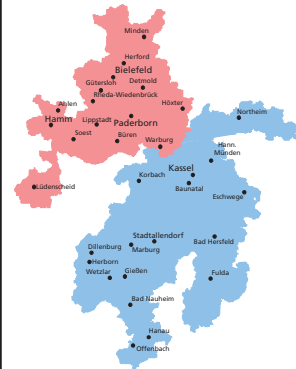 Minden
Herford
Bielefeld
Gütersloh
Detmold
Rheda-Wiedenbrück
Ahlen
Höxter
Hamm
Lippstadt
Paderborn
Northeim
Soest
Büren
Warburg
Hann.
Münden
Kassel
Korbach
Baunatal
Lüdenscheid
Eschwege
Stadtallendorf
Bad Hersfeld
Dillenburg
Marburg
Herborn
Wetzlar
Gießen
Fulda
Bad Nauheim
Hanau
Offenbach